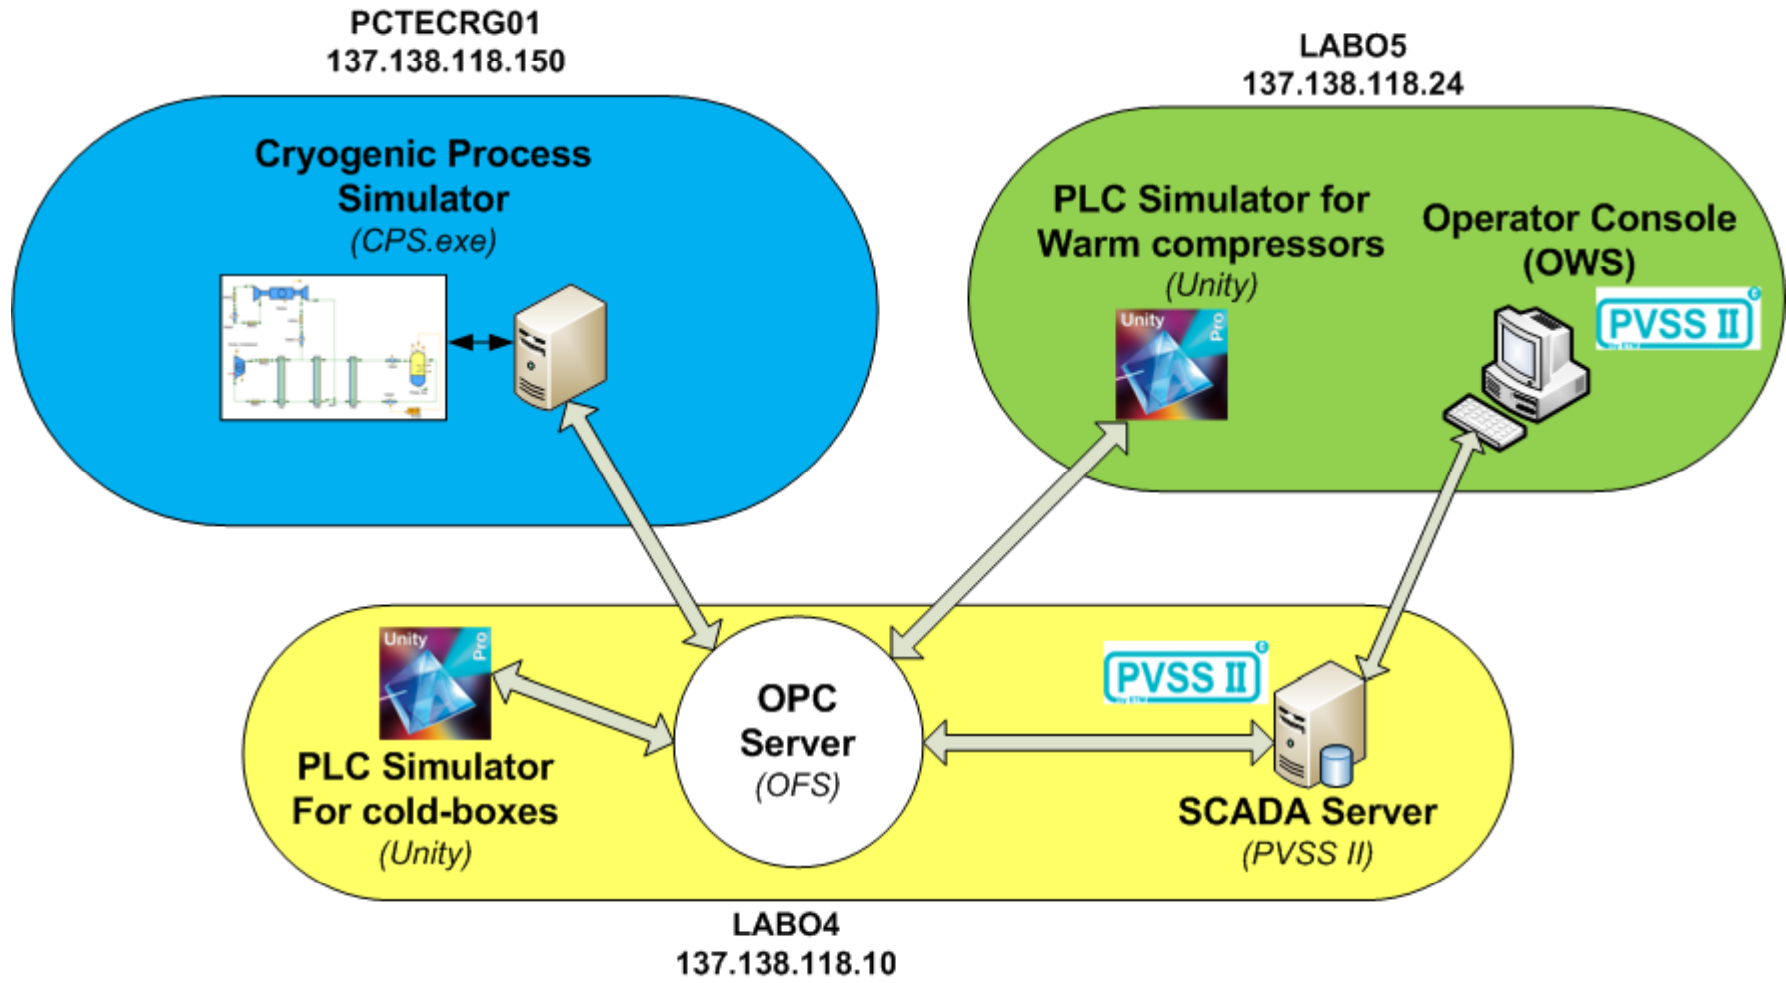 PCTECRG01
137.138.118.150
Cryogenic Process
Simulator
(CPS.exe)
LABO5
137.138.118.24
PLC Simulator for
Warm compressors
(Unity)
Unity
Pro
Operator Console
(OWS)
PVSS II
Unity
Pro
PLC Simulator
For cold-boxes
(Unity)
OPC
Server
(OFS)
PVSS II
SCADA Server
(PVSS II)
LABO4
137.138.118.10